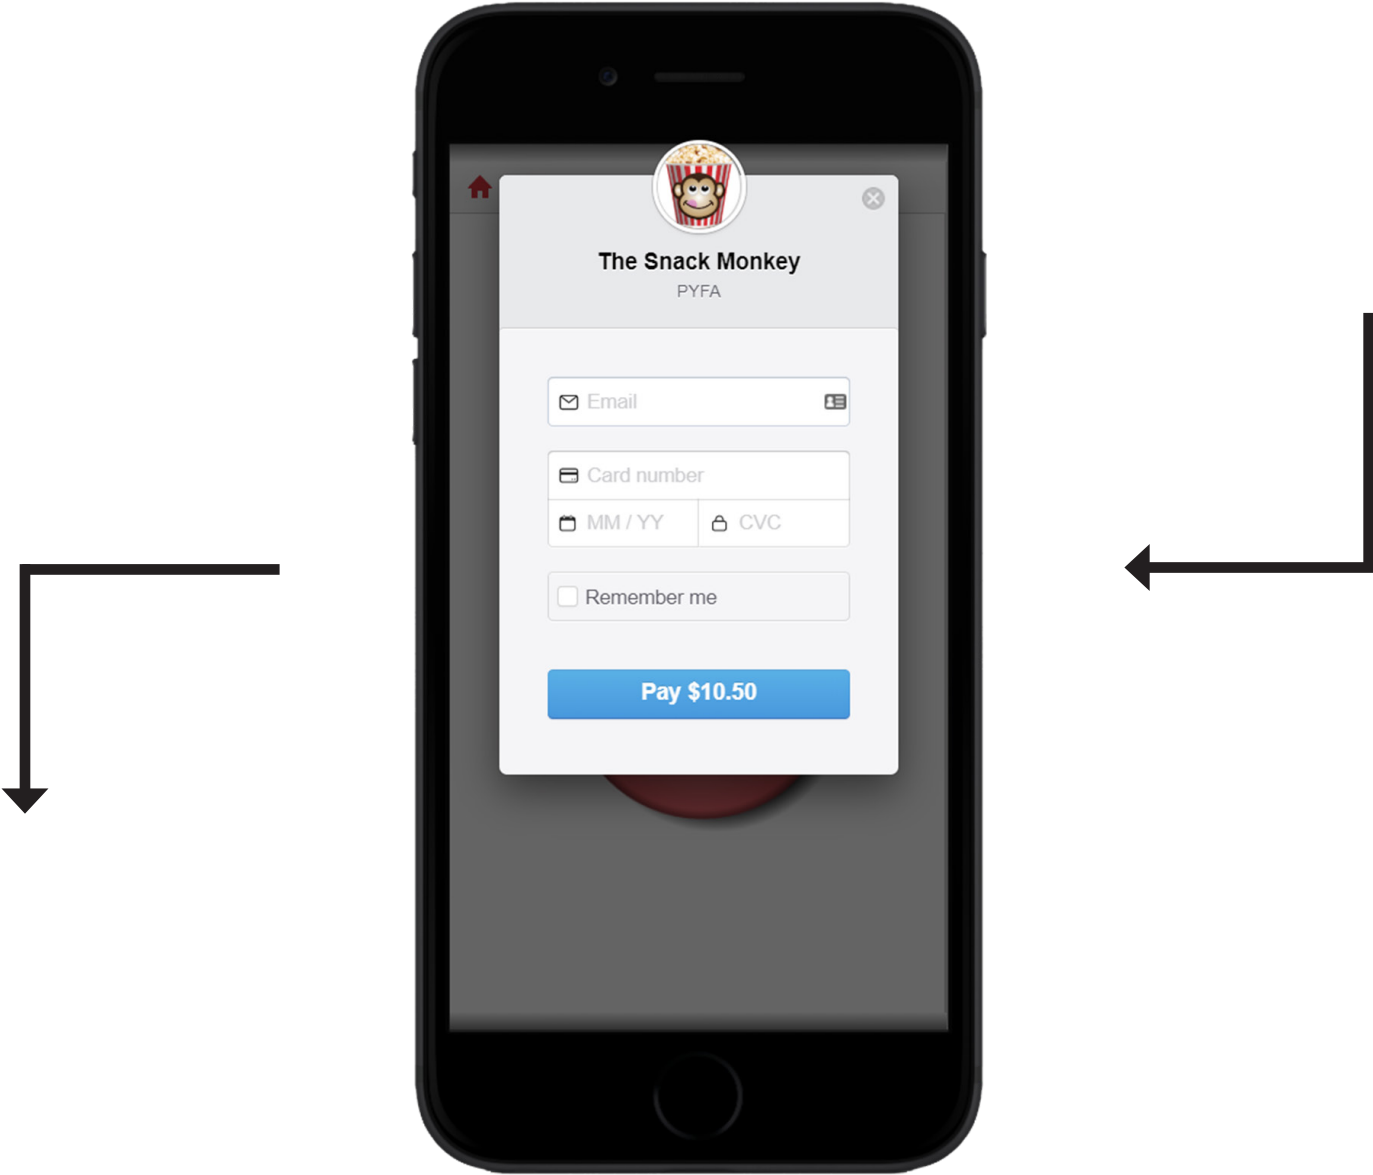 The Snack Monkey
PYFA
Email
Card number
MM / YY
CVC
Remember me
Pay $10.50